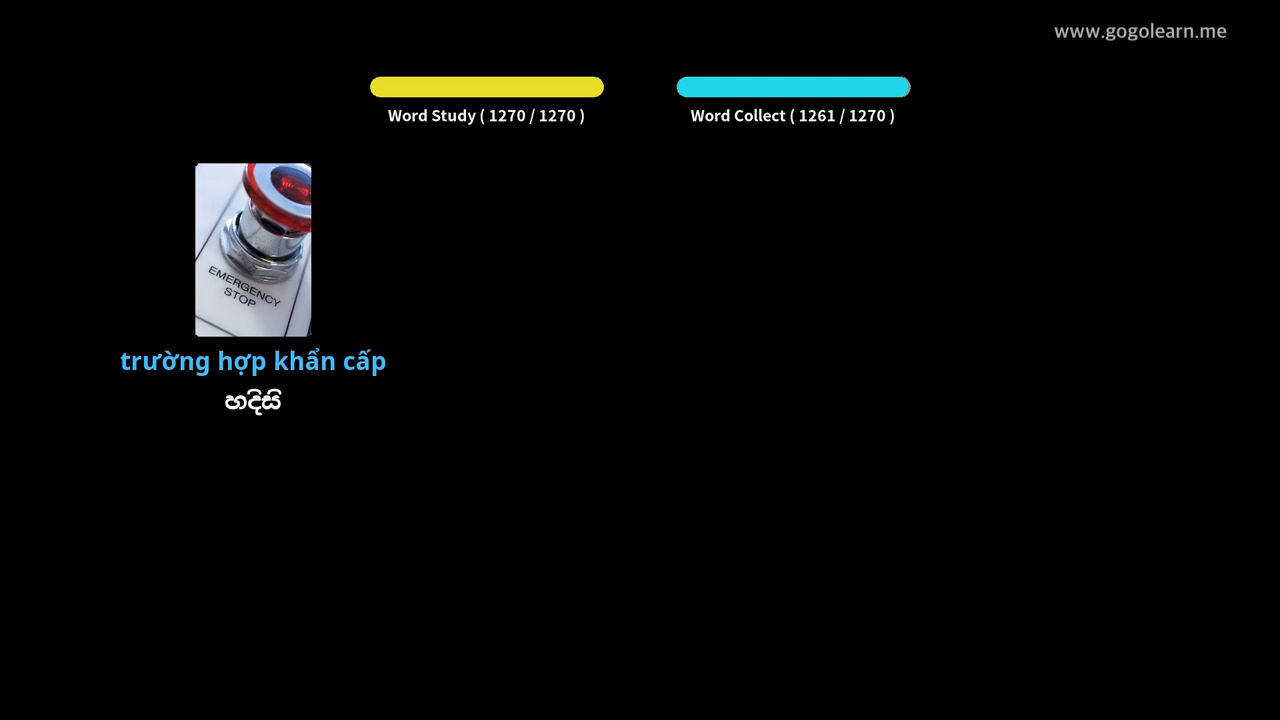 www.gogolearn.me
Word Study ( 1270 / 1270 )
Word Collect ( 1261 / 1270 )
EMERGENCY
STOP
trường hợp khẩn cấp
හදිසි